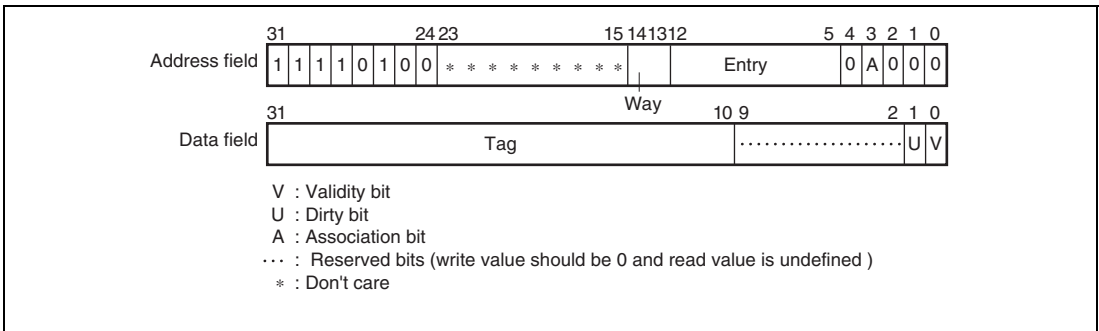 31 24 23 15 14 13 12 5 4 3 2 1 0
Address field 1 1 1 1 0 1 0 0 * * * * * * * * * Entry 0 A 0 0 0
Way
31 10 9 2 1 0
Data field Tag .................... U V
V : Validity bit
U : Dirty bit
A : Association bit
··· : Reserved bits (write value should be 0 and read value is undefined )
* : Don't care